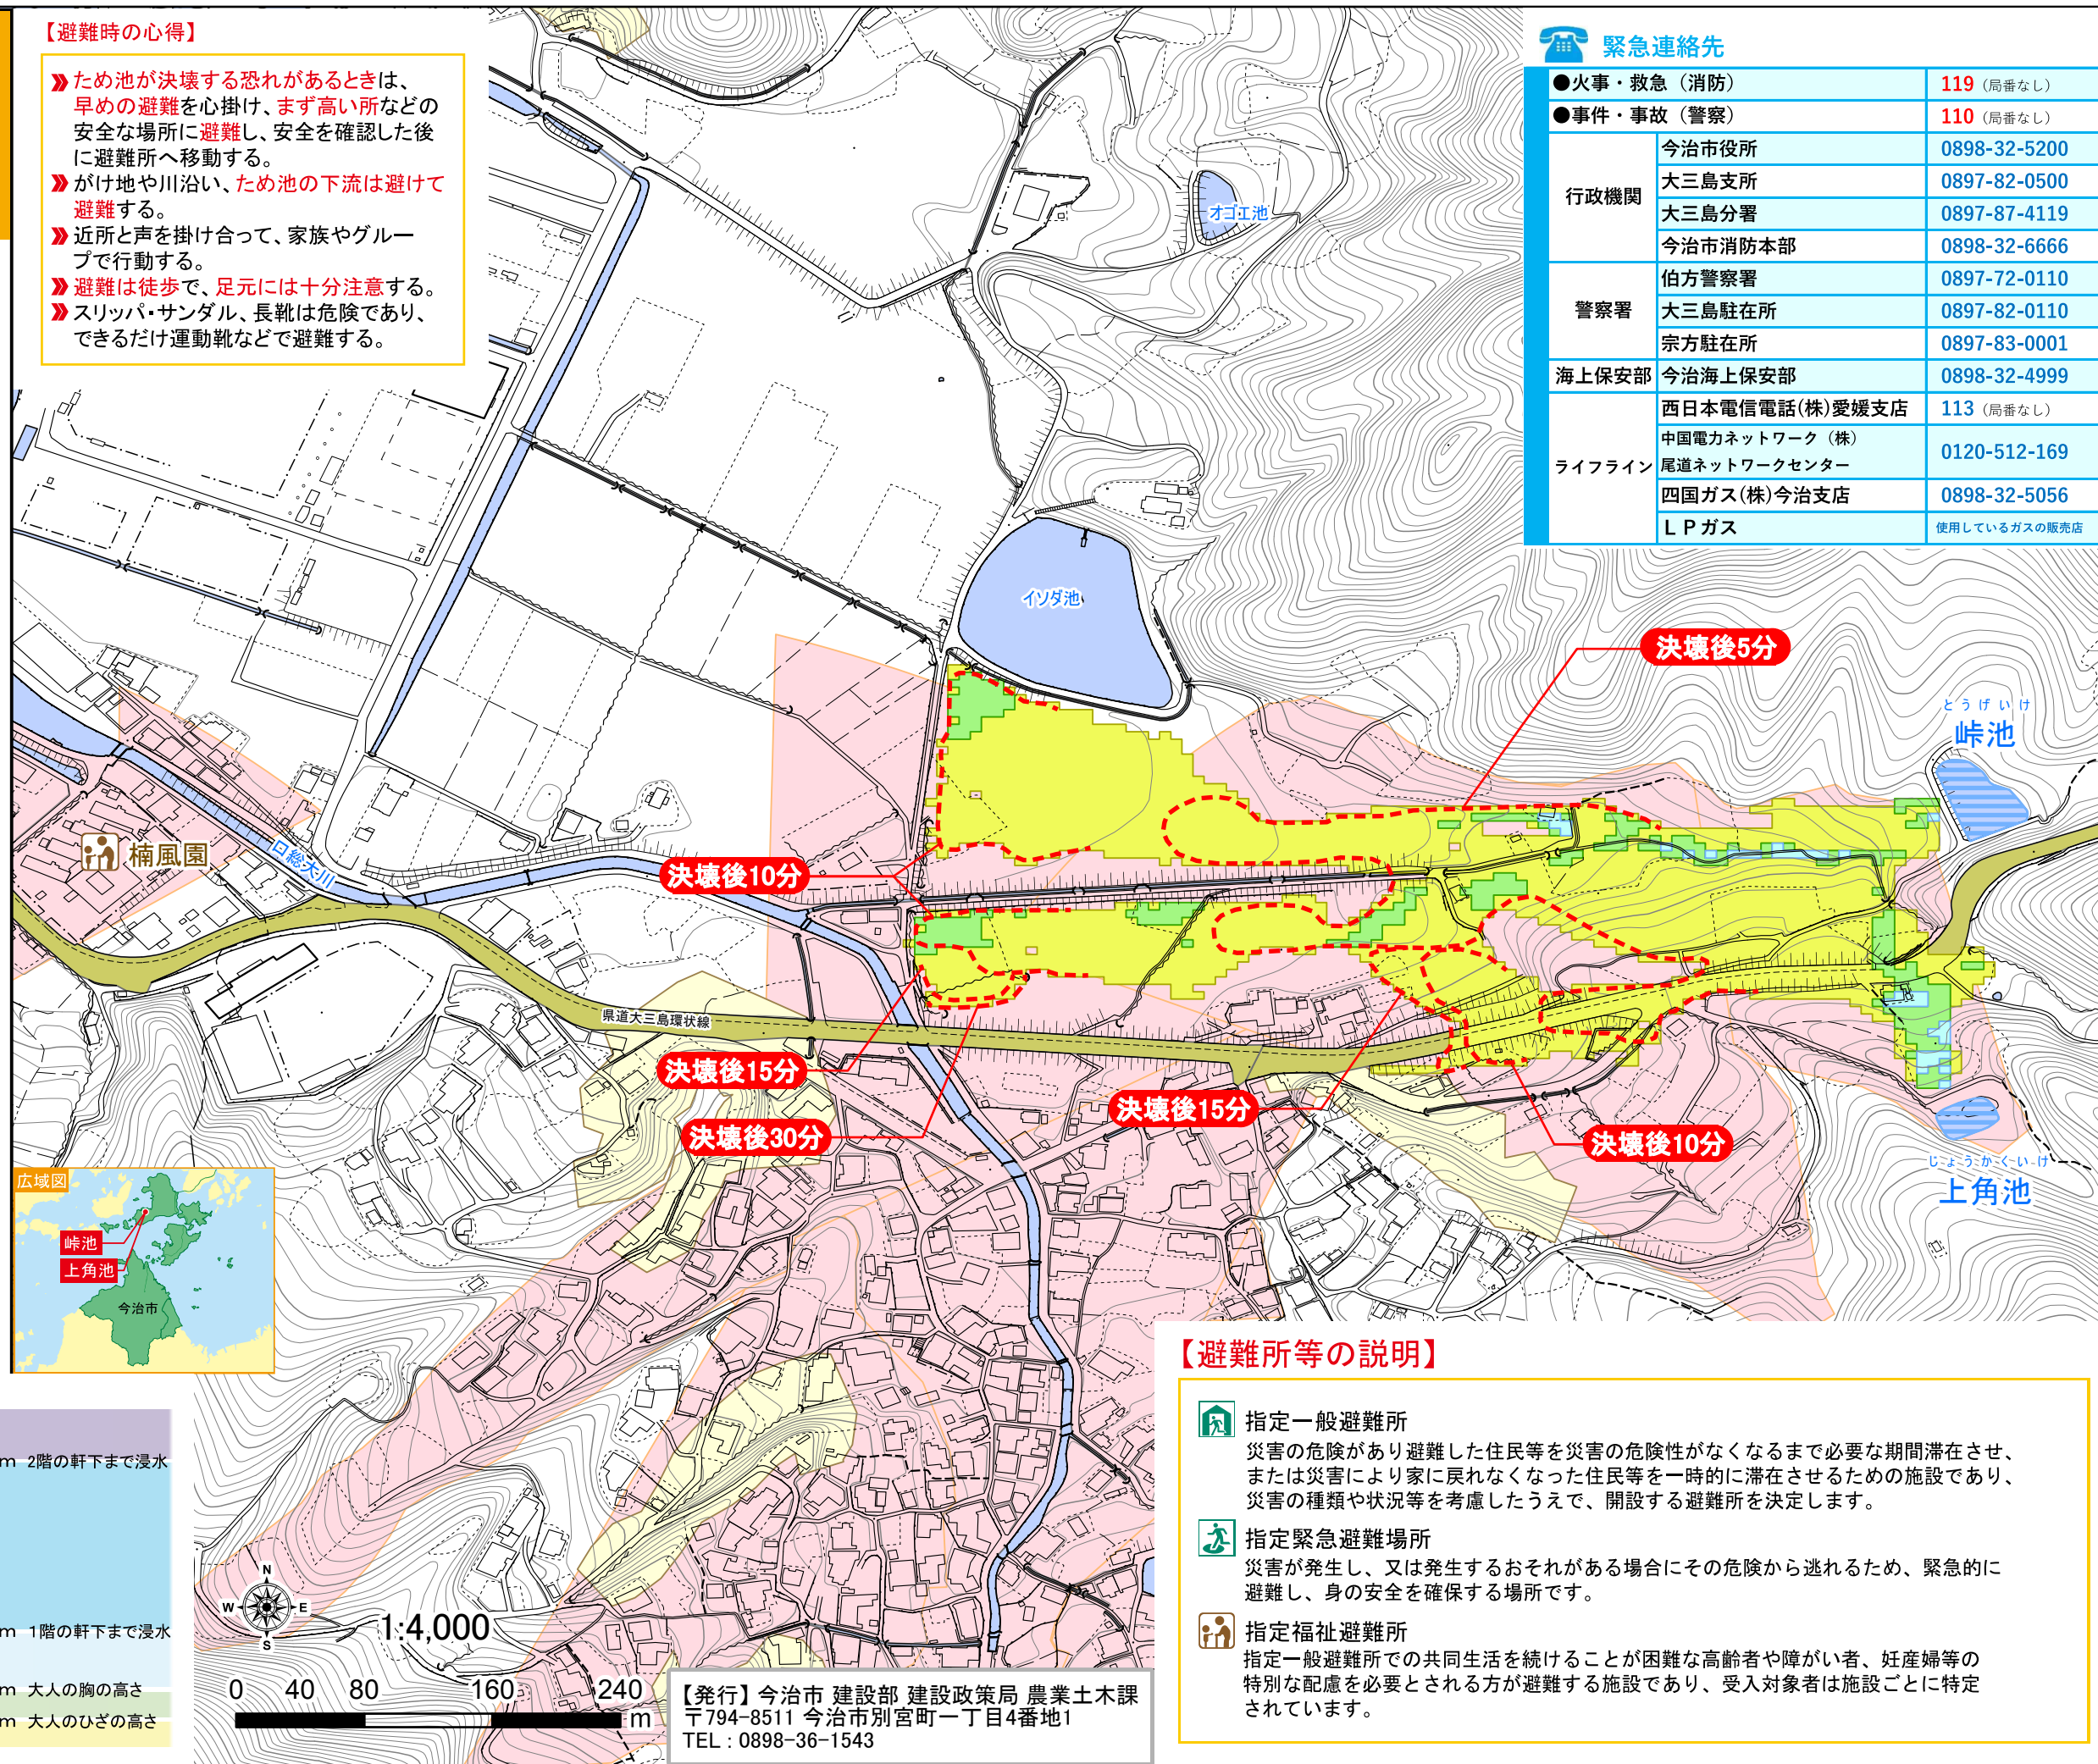 【避難時の心得】
》ため池が決壊する恐れがあるときは、
早めの避難を心掛け、まず高い所などの
安全な場所に避難し、安全を確認した後
に避難所へ移動する。
》がけ地や川沿い、ため池の下流は避けて
避難する。
》近所と声を掛け合って、家族やグルー
プで行動する。
》避難は徒歩で、足元には十分注意する。
》スリッパ・サンダル、長靴は危険であり、
できるだけ運動靴などで避難する。
緊急連絡先
●火事・救急（消防） 119（局番なし）
●事件・事故（警察） 110（局番なし）
行政機関
今治市役所 0898-32-5200
大三島支所 0897-82-0500
大三島分署 0897-87-4119
今治市消防本部 0898-32-6666
警察署
伯方警察署 0897-72-0110
大三島駐在所 0897-82-0110
宗方駐在所 0897-83-0001
海上保安部 今治海上保安部 0898-32-4999
ライフライン
西日本電信電話(株)愛媛支店 113（局番なし）
中国電力ネットワーク（株）
尾道ネットワークセンター 0120-512-169
四国ガス(株)今治支店 0898-32-5056
ＬＰガス 使用しているガスの販売店
オゴエ池
イソダ池
決壊後5分
とうげいけ
峠池
楠風園
日総大川
決壊後10分
県道大三島環状線
決壊後15分
決壊後15分
決壊後30分
決壊後10分
じょうかくいけ
上角池
広域図
峠池
上角池
今治市
m 2階の軒下まで浸水
m 1階の軒下まで浸水
m 大人の胸の高さ
m 大人のひざの高さ
N
W E
S
1:4,000
0 40 80 160 240
m
【発行】今治市 建設部 建設政策局 農業土木課
〒794-8511 今治市別宮町一丁目4番地1
TEL : 0898-36-1543
【避難所等の説明】
指定一般避難所
災害の危険があり避難した住民等を災害の危険性がなくなるまで必要な期間滞在させ、
または災害により家に戻れなくなった住民等を一時的に滞在させるための施設であり、
災害の種類や状況等を考慮したうえで、開設する避難所を決定します。
指定緊急避難場所
災害が発生し、又は発生するおそれがある場合にその危険から逃れるため、緊急的に
避難し、身の安全を確保する場所です。
指定福祉避難所
指定一般避難所での共同生活を続けることが困難な高齢者や障がい者、妊産婦等の
特別な配慮を必要とされる方が避難する施設であり、受入対象者は施設ごとに特定
されています。